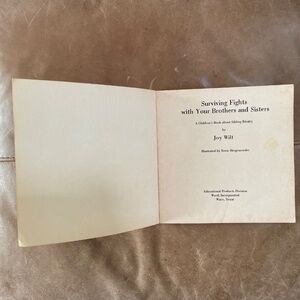 Surviving Fights
with Your Brothers and Sisters
A Children's Book about Sibling Rivalry
by
Joy Wilt
Illustrated by Ernie Hergenroeder
Educational Products Division
Word, Incorporated
Waco, Texas